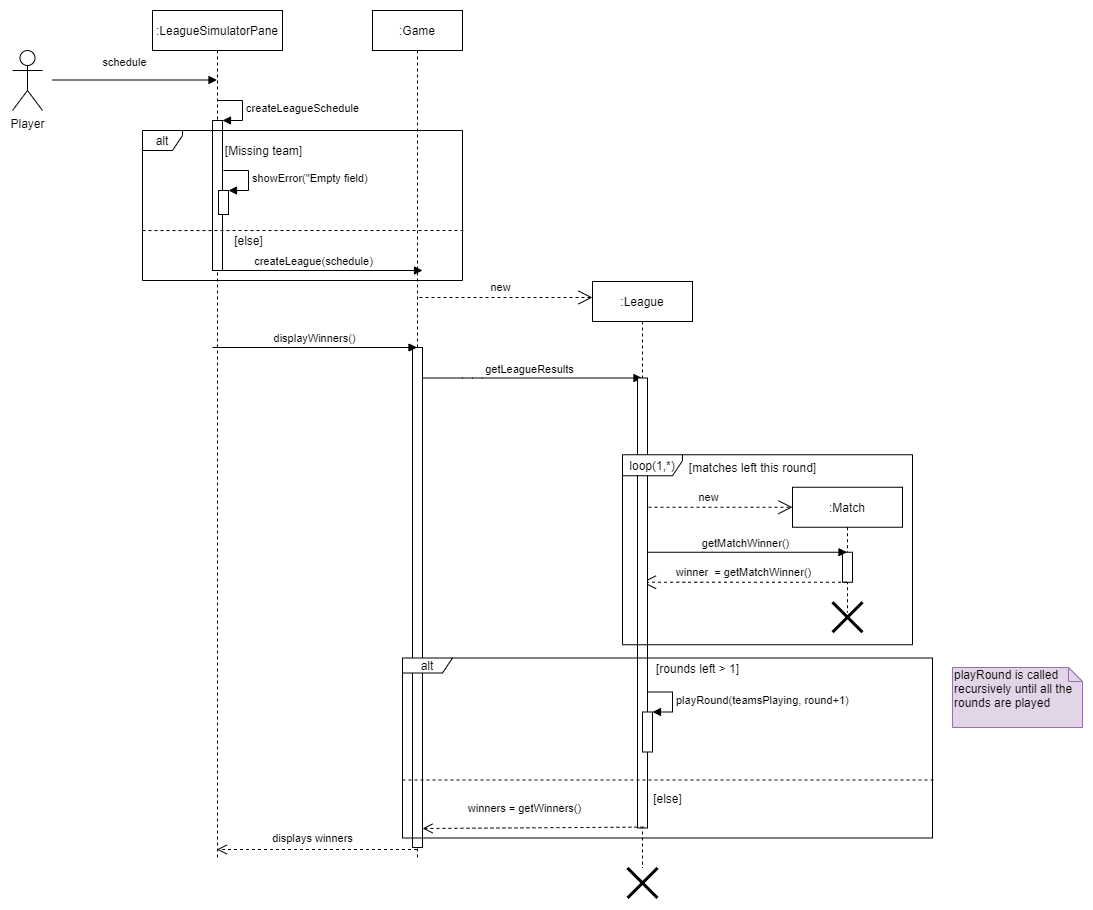 :LeagueSimulatorPane
:Game
schedule
Player
createLeagueSchedule
alt
[Missing team]
showError("Empty field)
[else]
createLeague(schedule)
new
:League
displayWinners()
getLeagueResults
loop(1,*)
[matches left this round]
new
:Match
getMatchWinner()
winner = getMatchWinner()
alt
[rounds left > 1]
playRound is called
recursively until all the
rounds are played
playRound(teamsPlaying, round+1)
[else]
winners = getWinners()
displays winners